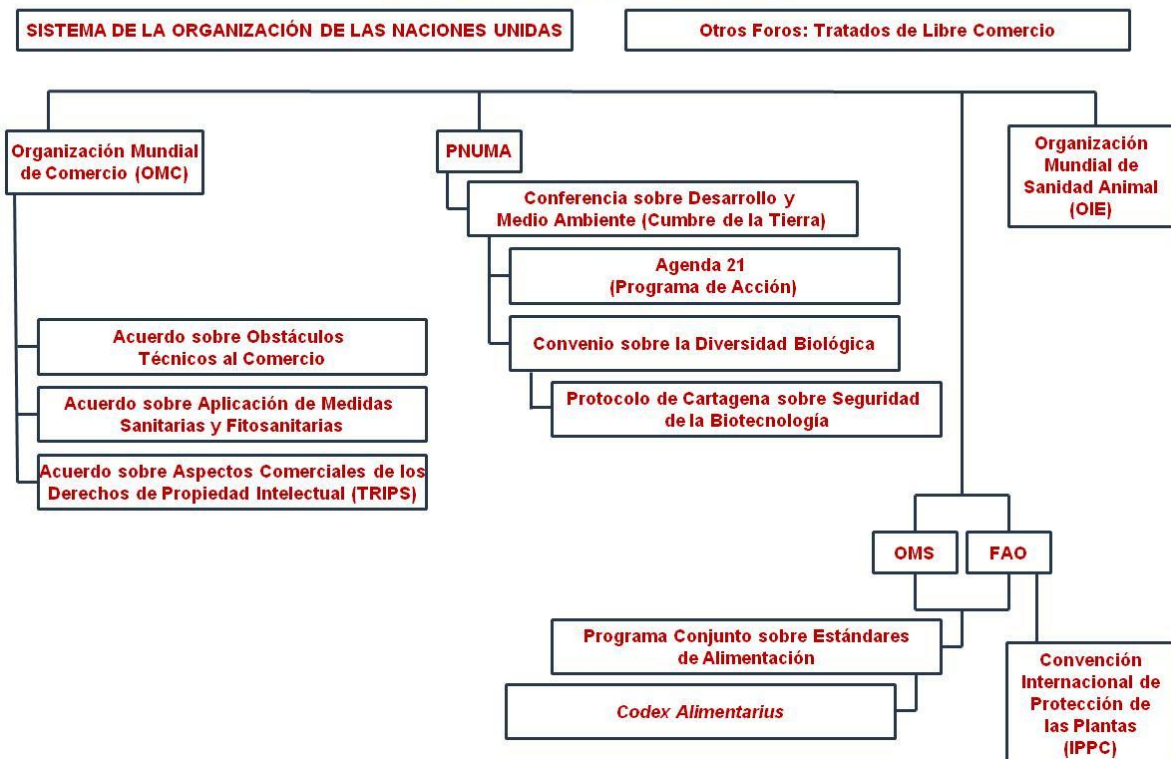 SISTEMA DE LA ORGANIZACIÓN DE LAS NACIONES UNIDAS
Otros Foros: Tratados de Libre Comercio
Organización Mundial
de Comercio (OMC)
Acuerdo sobre Obstáculos
Técnicos al Comercio
Acuerdo sobre Aplicación de Medidas
Sanitarias y Fitosanitarias
Acuerdo sobre Aspectos Comerciales de los
Derechos de Propiedad Intelectual (TRIPS)
PNUMA
Conferencia sobre Desarrollo y
Medio Ambiente (Cumbre de la Tierra)
Agenda 21
(Programa de Acción)
Convenio sobre la Diversidad Biológica
Protocolo de Cartagena sobre Seguridad
de la Biotecnología
OMS
FAO
Programa Conjunto sobre Estándares
de Alimentación
Codex Alimentarius
Convención
Internacional de
Protección de
las Plantas
(IPPC)
Organización
Mundial de
Sanidad Animal
(OIE)